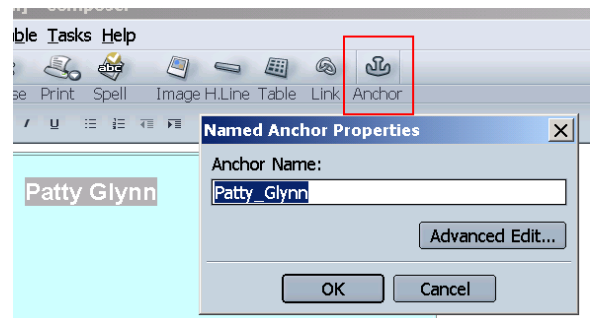 ble Tasks Help
se Print Spell Image H.Line Table Link Anchor
I U
Named Anchor Properties X
Anchor Name:
Patty_Glynn
Advanced Edit...
OK Cancel
Patty Glynn